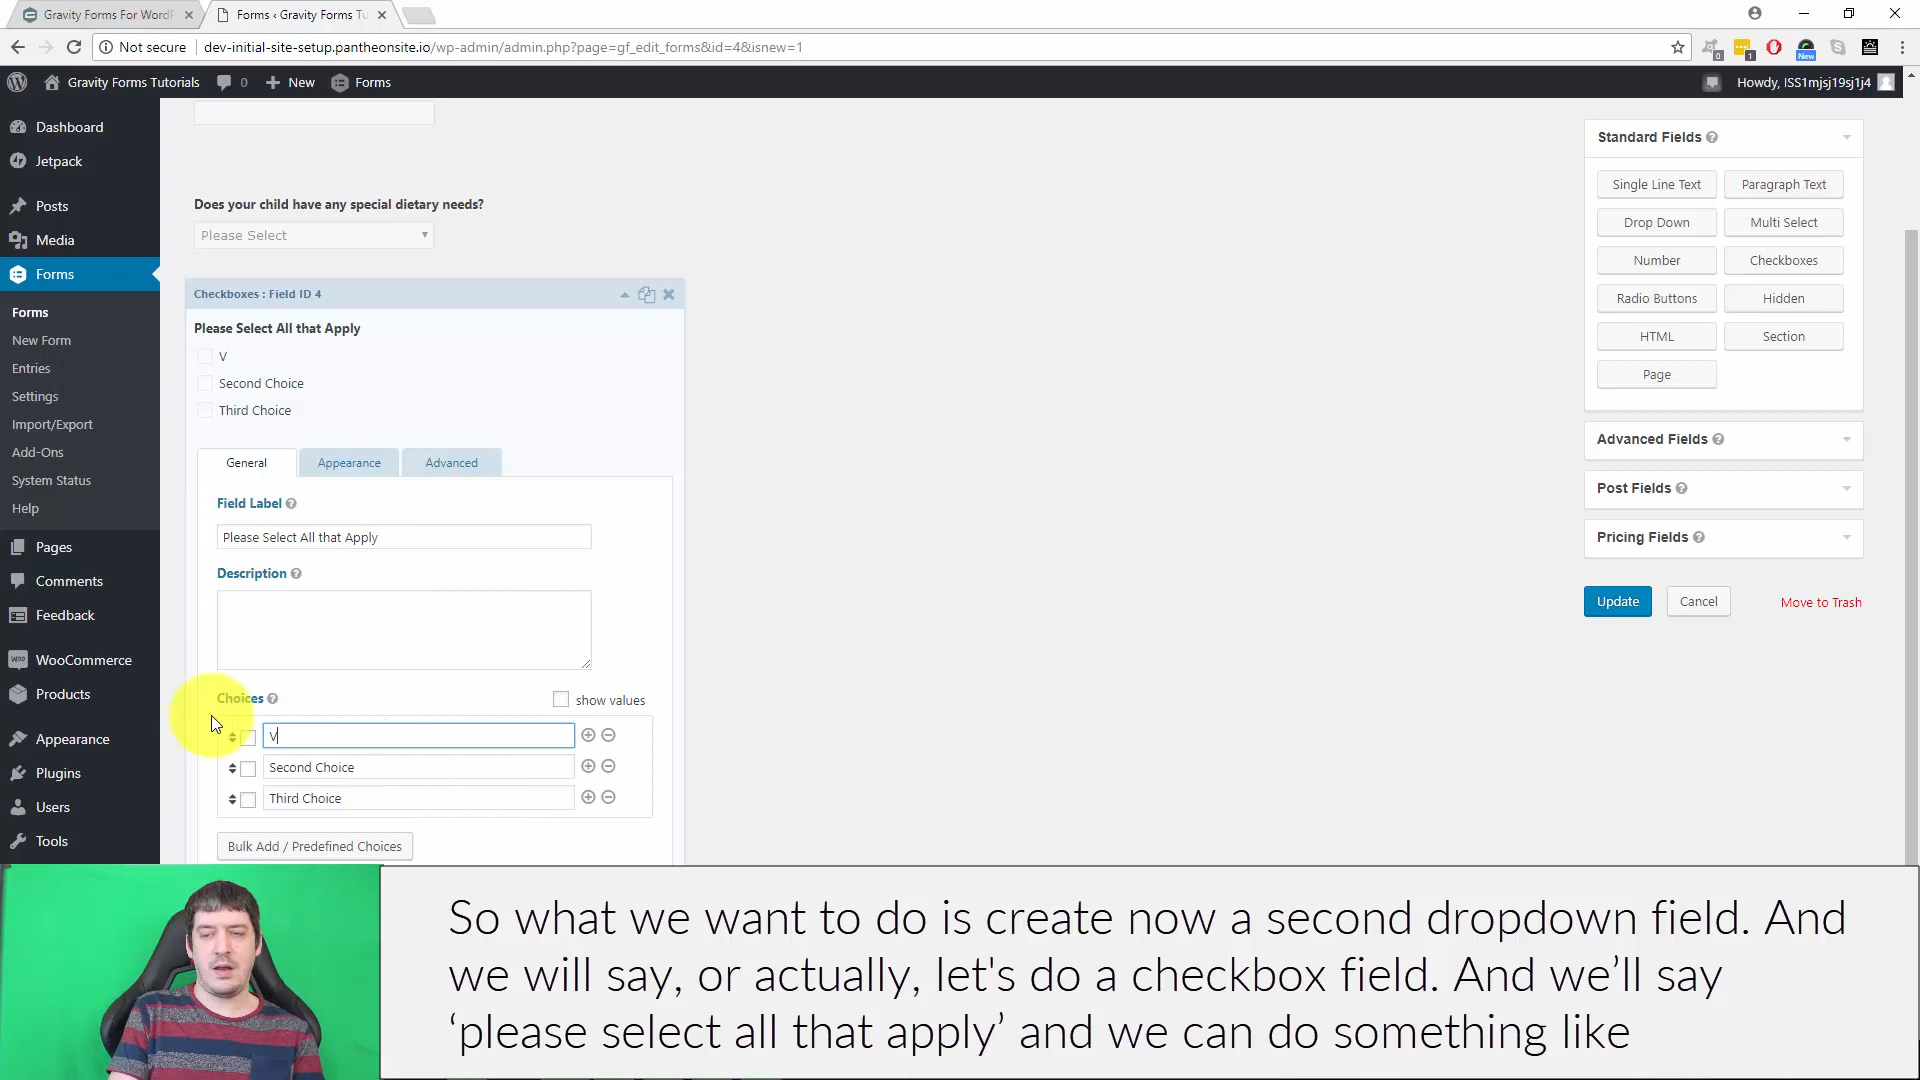 Gravity Forms For WordP
Forms ‹ Gravity Forms Tu
Not secure
dev-initial-site-setup.pantheonsite.io/wp-admin/admin.php?page=gf_edit_forms&id=4&isnew=1
0
1
New
Gravity Forms Tutorials
0
New
Forms
Howdy, ISS1mjsj19sj1j4
Dashboard
Jetpack
Posts
Media
Forms
Forms
New Form
Entries
Settings
Import/Export
Add-Ons
System Status
Help
Pages
Comments
Feedback
WooCommerce
Products
Appearance
Plugins
Users
Tools
Does your child have any special dietary needs?
Please Select
Checkboxes : Field ID 4
Please Select All that Apply
V
Second Choice
Third Choice
General
Appearance
Advanced
Field Label
Please Select All that Apply
Description
Choices
show values
V
Second Choice
Third Choice
Bulk Add / Predefined Choices
Standard Fields
Single Line Text
Paragraph Text
Drop Down
Multi Select
Number
Checkboxes
Radio Buttons
Hidden
HTML
Section
Page
Advanced Fields
Post Fields
Pricing Fields
Update
Cancel
Move to Trash
So what we want to do is create now a second dropdown field. And
we will say, or actually, let's do a checkbox field. And we’ll say
‘please select all that apply’ and we can do something like